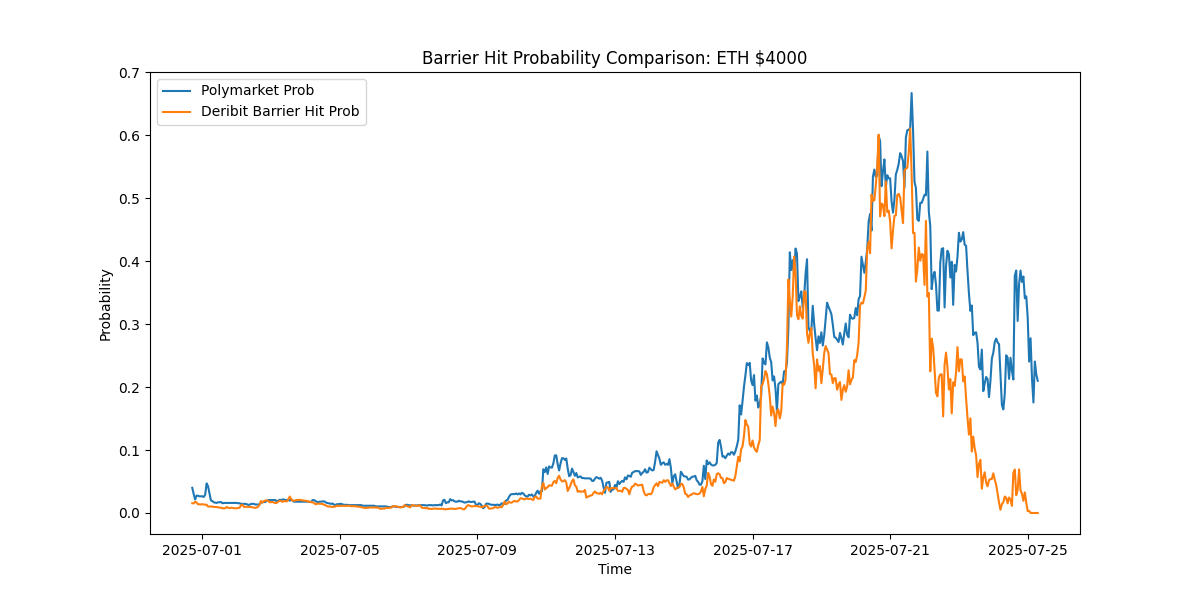 Barrier Hit Probability Comparison: ETH $4000
Polymarket Prob
Deribit Barrier Hit Prob
Probability
0.7
0.6
0.5
0.4
0.3
0.2
0.1
0.0
2025-07-01 2025-07-05 2025-07-09 2025-07-13 2025-07-17 2025-07-21 2025-07-25
Time